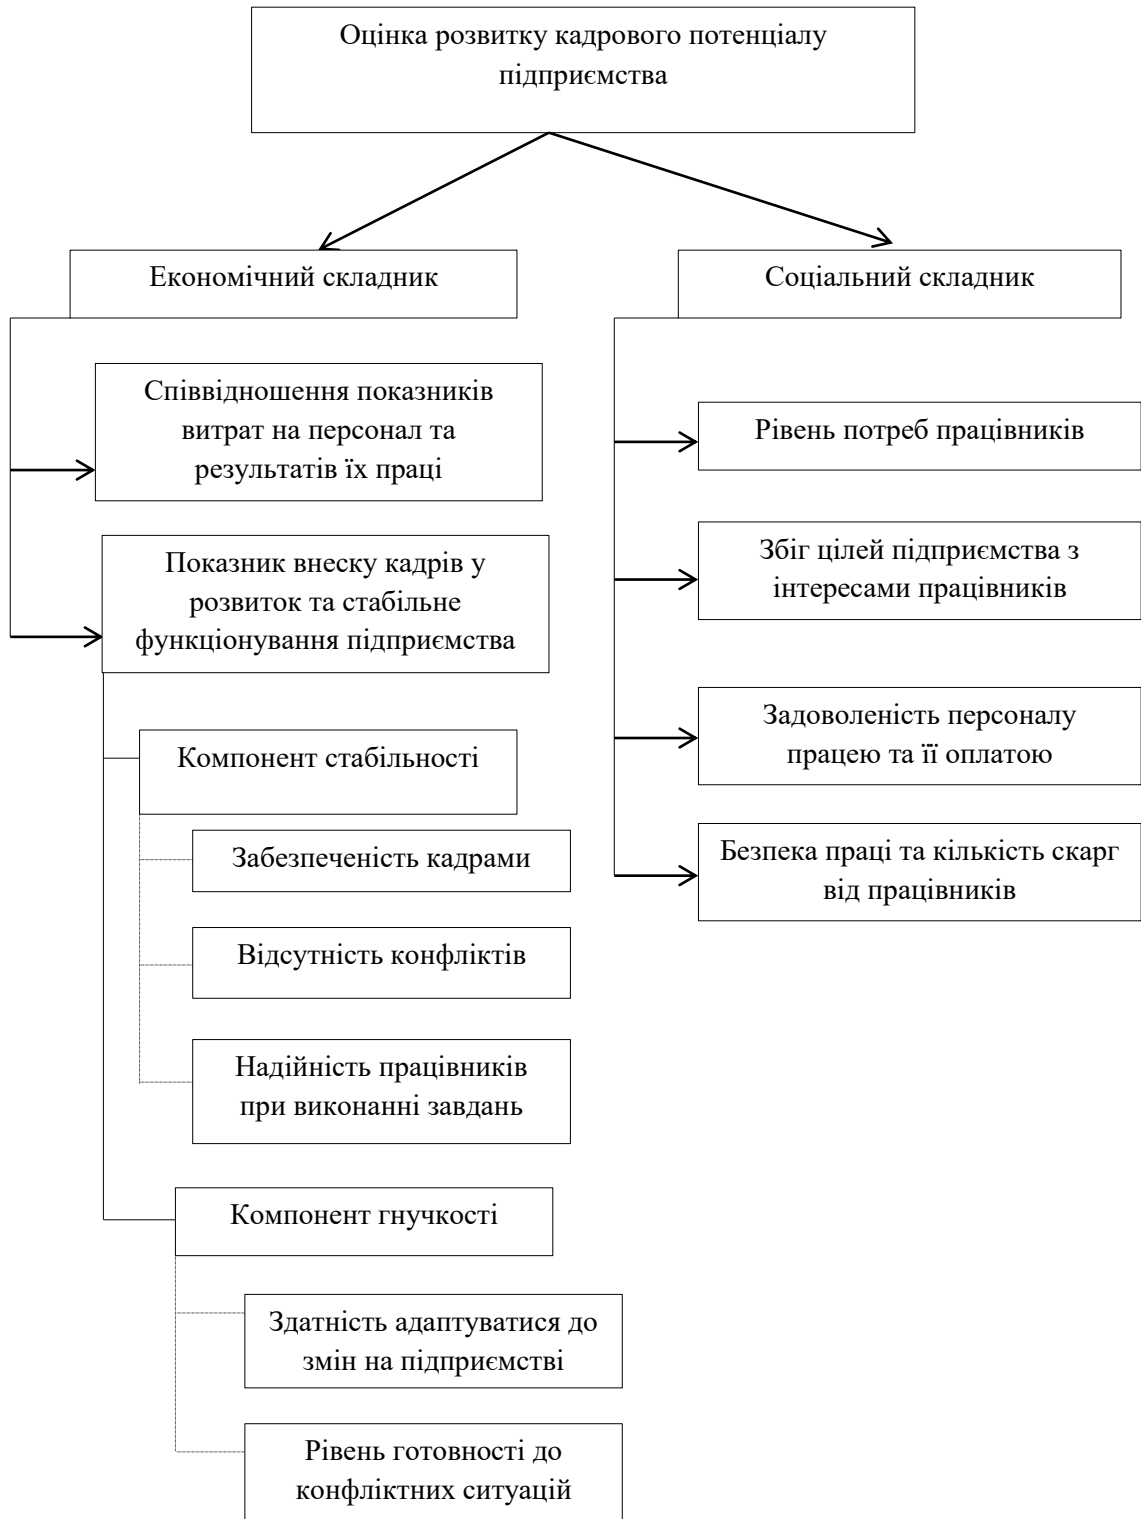 Оцінка розвитку кадрового потенціалу
підприємства
Економічний складник
Співвідношення показників
витрат на персонал та
результатів їх праці
Показник внеску кадрів у
розвиток та стабільне
функціонування підприємства
Компонент стабільності
Забезпеченість кадрами
Відсутність конфліктів
Надійність працівників
при виконанні завдань
Компонент гнучкості
Здатність адаптуватися до
змін на підприємстві
Рівень готовності до
конфліктних ситуацій
Соціальний складник
Рівень потреб працівників
Збіг цілей підприємства з
інтересами працівників
Задоволеність персоналу
працею та її оплатою
Безпека праці та кількість скарг
від працівників